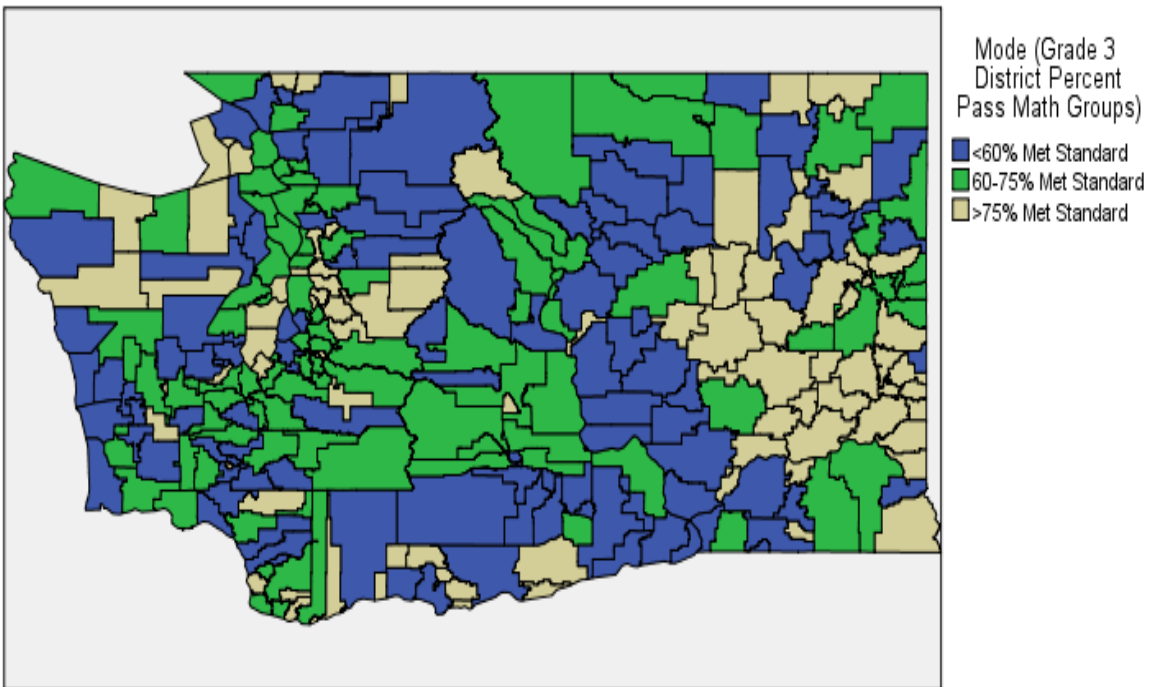 Mode (Grade 3
District Percent
Pass Math Groups)
<60% Met Standard
60-75% Met Standard
>75% Met Standard